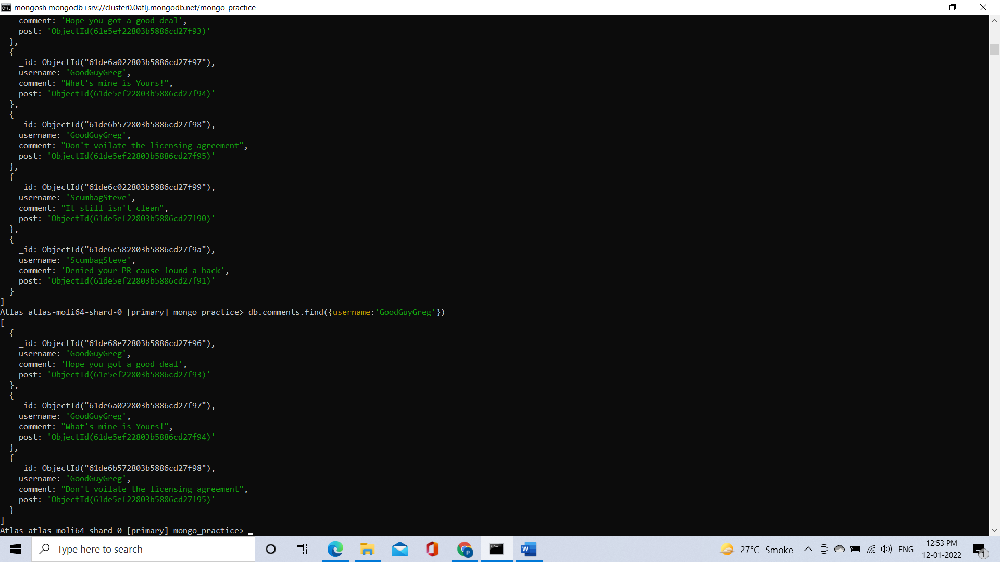 mongosh mongodb+srv://cluster0.0atlj.mongodb.net/mongo_practice
    comment: 'Hope you got a good deal',
    post: 'ObjectId(61e5ef22803b5886cd27f93)'
  },
  {
    _id: ObjectId("61de6a022803b5886cd27f97"),
    username: 'GoodGuyGreg',
    comment: "What's mine is Yours!",
    post: 'ObjectId(61de5ef22803b5886cd27f94)'
  },
  {
    _id: ObjectId("61de6b572803b5886cd27f98"),
    username: 'GoodGuyGreg',
    comment: "Don't voilate the licensing agreement",
    post: 'ObjectId(61de5ef22803b5886cd27f95)'
  },
  {
    _id: ObjectId("61de6c022803b5886cd27f99"),
    username: 'ScumbagSteve',
    comment: "It still isn't clean",
    post: 'ObjectId(61de5ef22803b5886cd27f90)'
  },
  {
    _id: ObjectId("61de6c582803b5886cd27f9a"),
    username: 'ScumbagSteve',
    comment: 'Denied your PR cause found a hack',
    post: 'ObjectId(61de5ef22803b5886cd27f91)'
  }
]
Atlas atlas-moli64-shard-0 [primary] mongo_practice> db.comments.find({username:'GoodGuyGreg'})
[
  {
    _id: ObjectId("61de68e72803b5886cd27f96"),
    username: 'GoodGuyGreg',
    comment: 'Hope you got a good deal',
    post: 'ObjectId(61e5ef22803b5886cd27f93)'
  },
  {
    _id: ObjectId("61de6a022803b5886cd27f97"),
    username: 'GoodGuyGreg',
    comment: "What's mine is Yours!",
    post: 'ObjectId(61de5ef22803b5886cd27f94)'
  },
  {
    _id: ObjectId("61de6b572803b5886cd27f98"),
    username: 'GoodGuyGreg',
    comment: "Don't voilate the licensing agreement",
    post: 'ObjectId(61de5ef22803b5886cd27f95)'
  }
]
Atlas atlas-moli64-shard-0 [primary] mongo_practice>
Type here to search
27°C Smoke
ENG
12:53 PM
12-01-2022
1